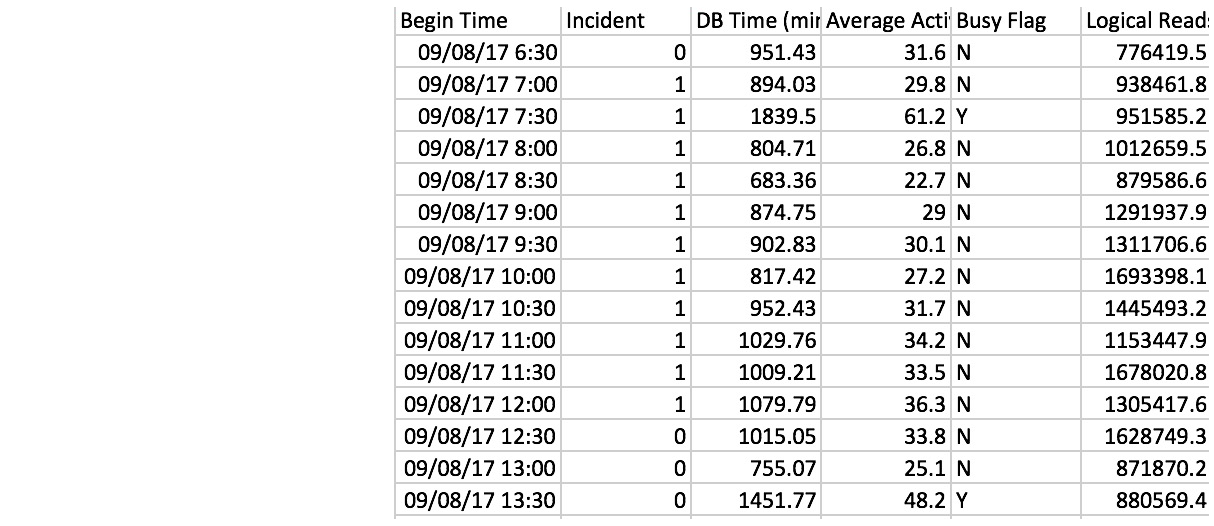 Begin Time Incident DB Time (min Average Acti Busy Flag Logical Read
09/08/17 6:30 0 951.43 31.6 N 776419.5
09/08/17 7:00 1 894.03 29.8 N 938461.8
09/08/17 7:30 1 1839.5 61.2 Y 951585.2
09/08/17 8:00 1 804.71 26.8 N 1012659.5
09/08/17 8:30 1 683.36 22.7 N 879586.6
09/08/17 9:00 1 874.75 29 N 1291937.9
09/08/17 9:30 1 902.83 30.1 N 1311706.6
09/08/17 10:00 1 817.42 27.2 N 1693398.1
09/08/17 10:30 1 952.43 31.7 N 1445493.2
09/08/17 11:00 1 1029.76 34.2 N 1153447.9
09/08/17 11:30 1 1009.21 33.5 N 1678020.8
09/08/17 12:00 1 1079.79 36.3 N 1305417.6
09/08/17 12:30 0 1015.05 33.8 N 1628749.3
09/08/17 13:00 0 755.07 25.1 N 871870.2
09/08/17 13:30 0 1451.77 48.2 Y 880569.4